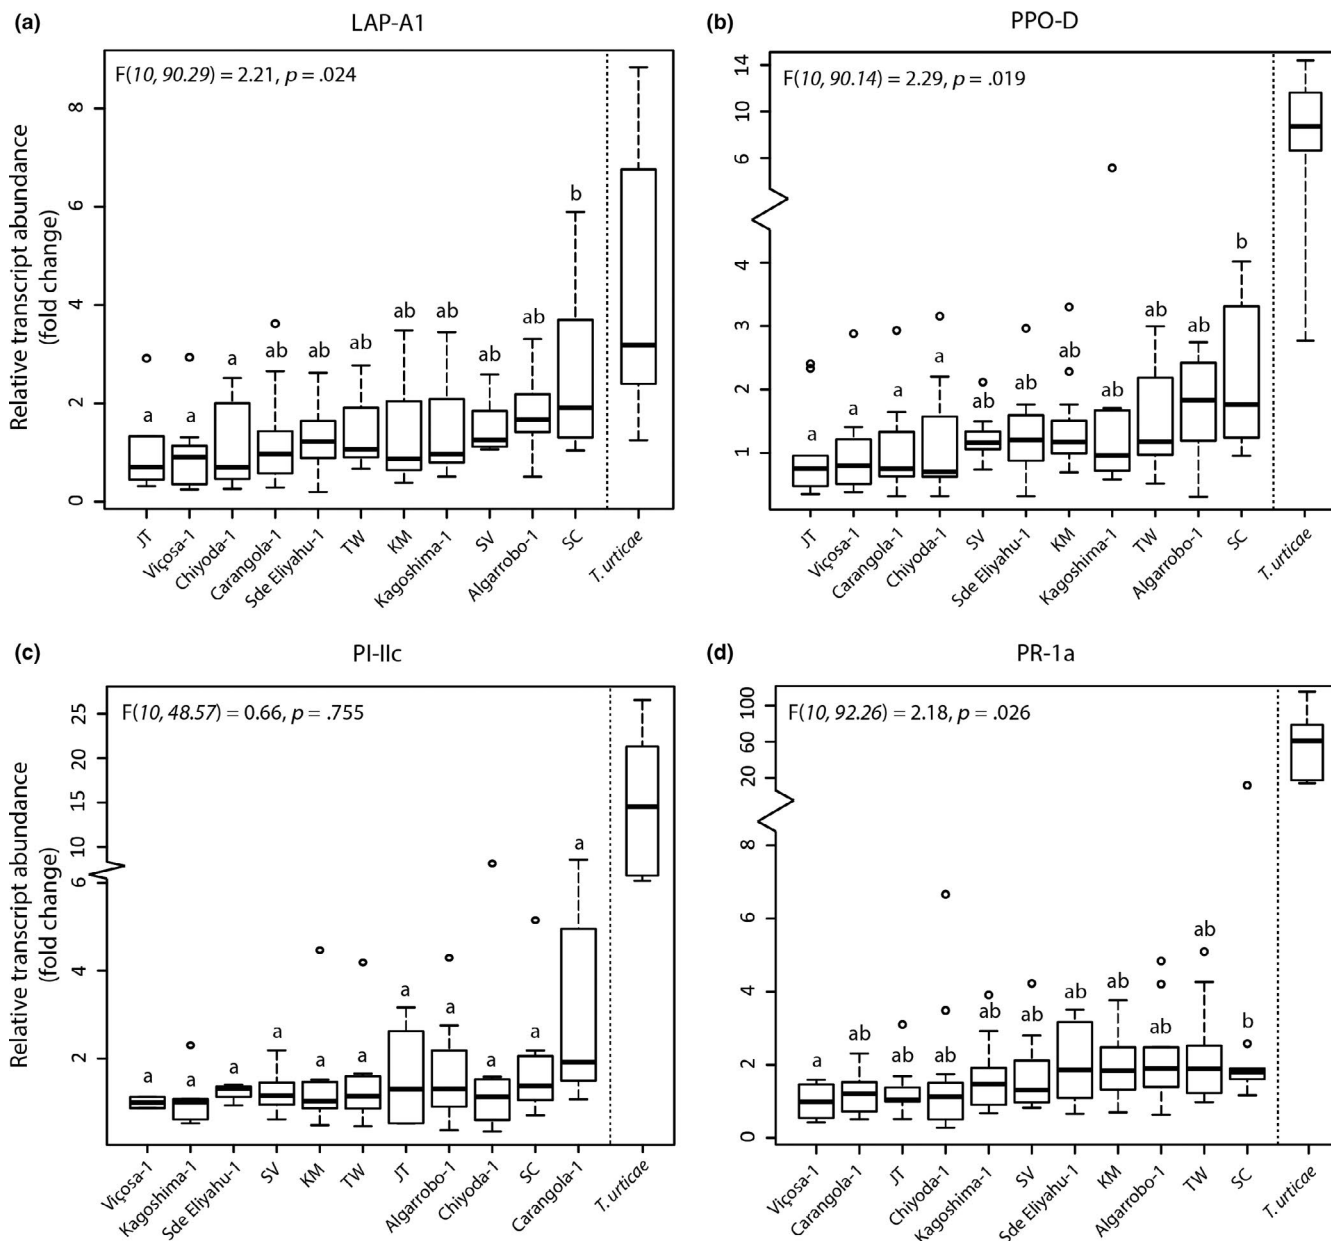 (a)
LAP-A1
F(10, 90.29) = 2.21, p = .024
Relative transcript abundance
(fold change)
8
6
4
2
0
a
a
a
ab
ab
ab
ab
ab
ab
ab
b
JT
Viçosa-1
Chiyoda-1
Carangola-1
Sde Eliyahu-1
TW
KM
Kagoshima-1
SV
Algarrobo-1
SC
T. urticae
(b)
PPO-D
F(10, 90.14) = 2.29, p = .019
14
10
6
4
3
2
1
a
a
a
a
ab
ab
ab
ab
ab
ab
b
JT
Viçosa-1
Carangola-1
Chiyoda-1
SV
Sde Eliyahu-1
KM
Kagoshima-1
TW
Algarrobo-1
SC
T. urticae
(c)
PI-IIc
F(10, 48.57) = 0.66, p = .755
Relative transcript abundance
(fold change)
25
20
15
10
6
4
2
a
a
a
a
a
a
a
a
a
a
a
Viçosa-1
Kagoshima-1
Sde Eliyahu-1
SV
KM
TW
JT
Algarrobo-1
Chiyoda-1
SC
Carangola-1
T. urticae
(d)
PR-1a
F(10, 92.26) = 2.18, p = .026
100
60
20
8
6
4
2
0
a
ab
ab
ab
ab
ab
ab
ab
ab
ab
b
Viçosa-1
Carangola-1
JT
Chiyoda-1
Kagoshima-1
SV
Sde Eliyahu-1
KM
Algarrobo-1
TW
SC
T. urticae